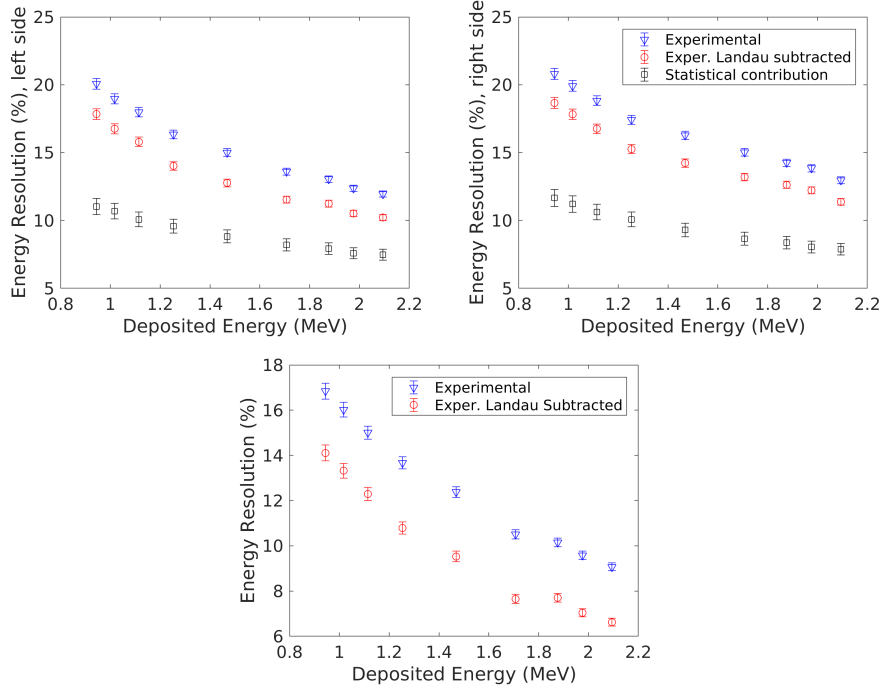 Energy Resolution (%), left side
25
20
15
10
5
0.8 1 1.2 1.4 1.6 1.8 2 2.2
Deposited Energy (MeV)
Energy Resolution (%), right side
25
20
15
10
5
Experimental
Exper. Landau subtracted
Statistical contribution
0.8 1 1.2 1.4 1.6 1.8 2 2.2
Deposited Energy (MeV)
Energy Resolution (%)
18
16
14
12
10
8
6
Experimental
Exper. Landau Subtracted
0.8 1 1.2 1.4 1.6 1.8 2 2.2
Deposited Energy (MeV)